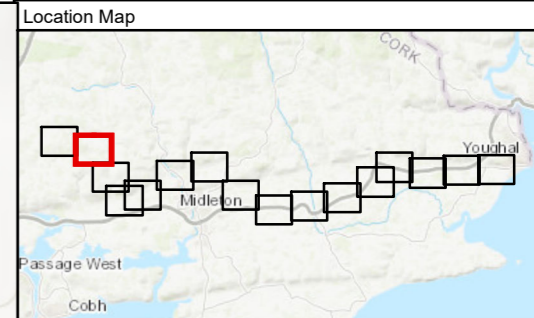 Location Map
CORK
Youghal
Midleton
Passage West
Cobh